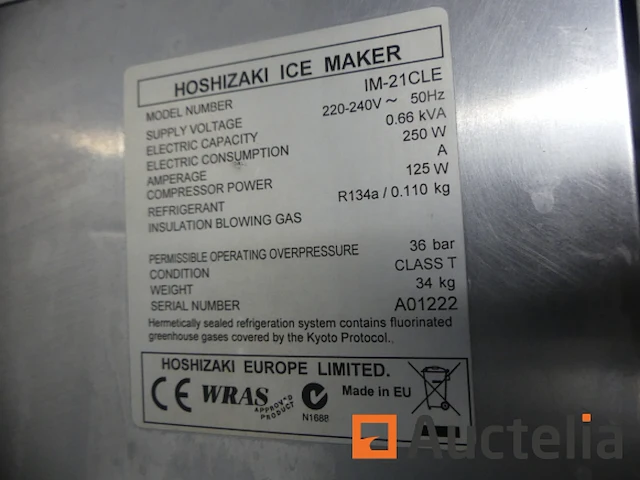 HOSHIZAKI ICE MAKER
MODEL NUMBER IM-21CLE
SUPPLY VOLTAGE 220-240V ~ 50Hz
ELECTRIC CAPACITY 0.66 kVA
ELECTRIC CONSUMPTION 250 W
AMPERAGE A
COMPRESSOR POWER 125 W
REFRIGERANT R134a / 0.110 kg
INSULATION BLOWING GAS
PERMISSIBLE OPERATING OVERPRESSURE 36 bar
CONDITION CLASS T
WEIGHT 34 kg
SERIAL NUMBER A01222
Hermetically sealed refrigeration system contains fluorinated
greenhouse gases covered by the Kyoto Protocol..
HOSHIZAKI EUROPE LIMITED.
CE WRAS APPROVED PRODUCT N1688 Made in EU
Auctelia